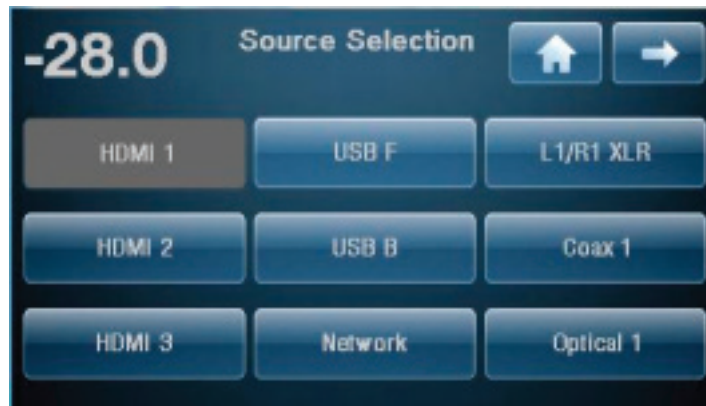 -28.0 Source Selection
HDMI 1 USB F L1/R1 XLR
HDMI 2 USB B Coax 1
HDMI 3 Network Optical 1